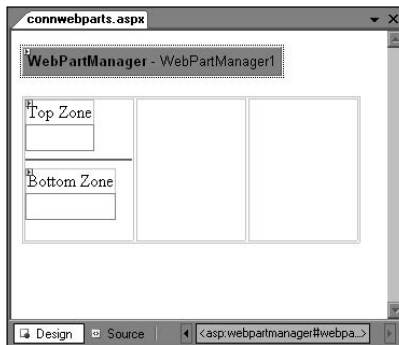 connwebparts.aspx
WebPartManager - WebPartManager1
Top Zone
Bottom Zone
Design Source <asp:webpartmanager#webpa...>